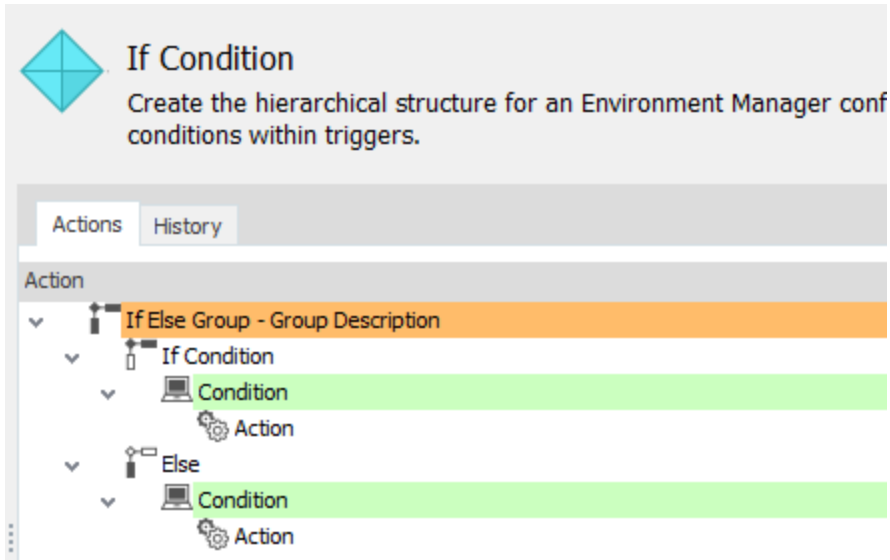 If Condition
Create the hierarchical structure for an Environment Manager conf
conditions within triggers.
Actions
History
Action
If Else Group - Group Description
If Condition
Condition
Action
Else
Condition
Action